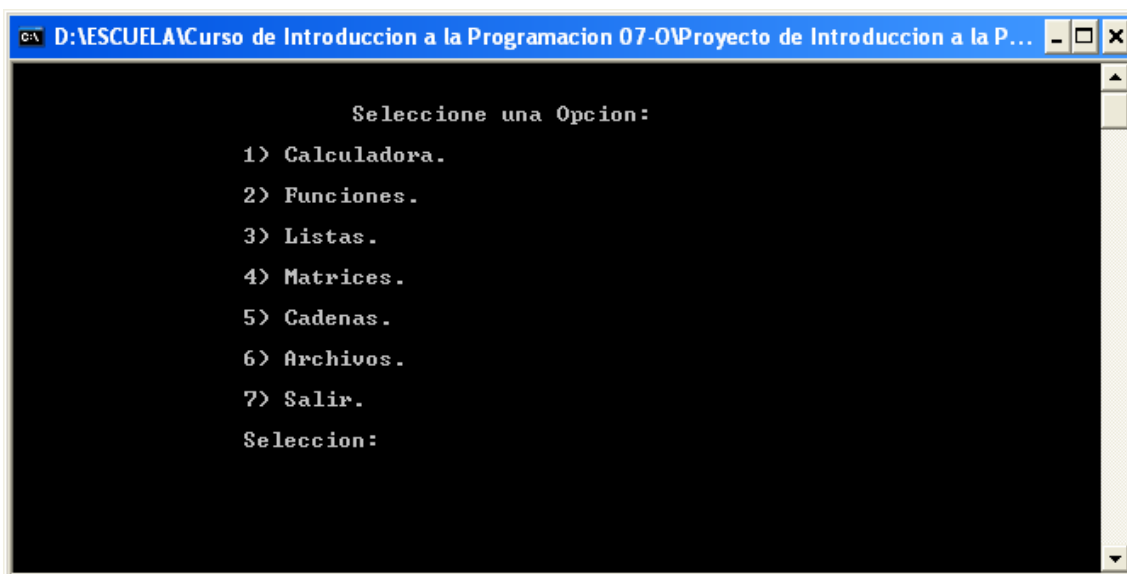 D:\ESCUELA\Curso de Introduccion a la Programacion 07-O\Proyecto de Introduccion a la P...
Seleccione una Opcion:
1) Calculadora.
2) Funciones.
3) Listas.
4) Matrices.
5) Cadenas.
6) Archivos.
7) Salir.
Seleccion: